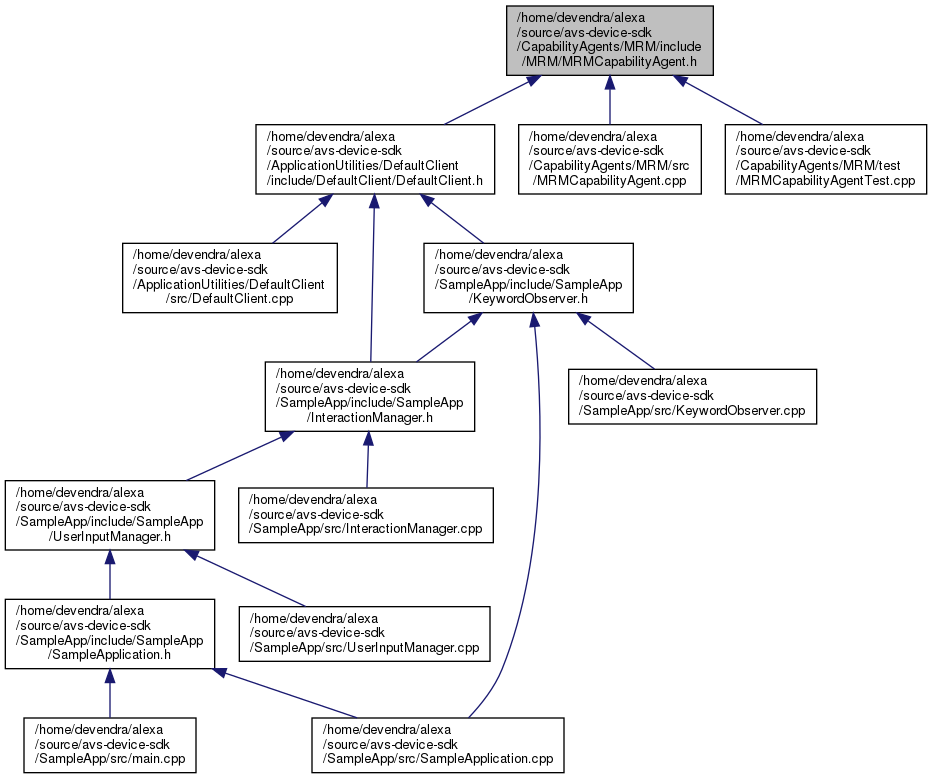 /home/devendra/alexa
/source/avs-device-sdk
/CapabilityAgents/MRM/include
/MRM/MRMCapabilityAgent.h
/home/devendra/alexa
/source/avs-device-sdk
/ApplicationUtilities/DefaultClient
/include/DefaultClient/DefaultClient.h
/home/devendra/alexa
/source/avs-device-sdk
/CapabilityAgents/MRM/src
/MRMCapabilityAgent.cpp
/home/devendra/alexa
/source/avs-device-sdk
/CapabilityAgents/MRM/test
/MRMCapabilityAgentTest.cpp
/home/devendra/alexa
/source/avs-device-sdk
/ApplicationUtilities/DefaultClient
/src/DefaultClient.cpp
/home/devendra/alexa
/source/avs-device-sdk
/SampleApp/include/SampleApp
/KeywordObserver.h
/home/devendra/alexa
/source/avs-device-sdk
/SampleApp/include/SampleApp
/InteractionManager.h
/home/devendra/alexa
/source/avs-device-sdk
/SampleApp/src/KeywordObserver.cpp
/home/devendra/alexa
/source/avs-device-sdk
/SampleApp/include/SampleApp
/UserInputManager.h
/home/devendra/alexa
/source/avs-device-sdk
/SampleApp/src/InteractionManager.cpp
/home/devendra/alexa
/source/avs-device-sdk
/SampleApp/include/SampleApp
/SampleApplication.h
/home/devendra/alexa
/source/avs-device-sdk
/SampleApp/src/UserInputManager.cpp
/home/devendra/alexa
/source/avs-device-sdk
/SampleApp/src/main.cpp
/home/devendra/alexa
/source/avs-device-sdk
/SampleApp/src/SampleApplication.cpp